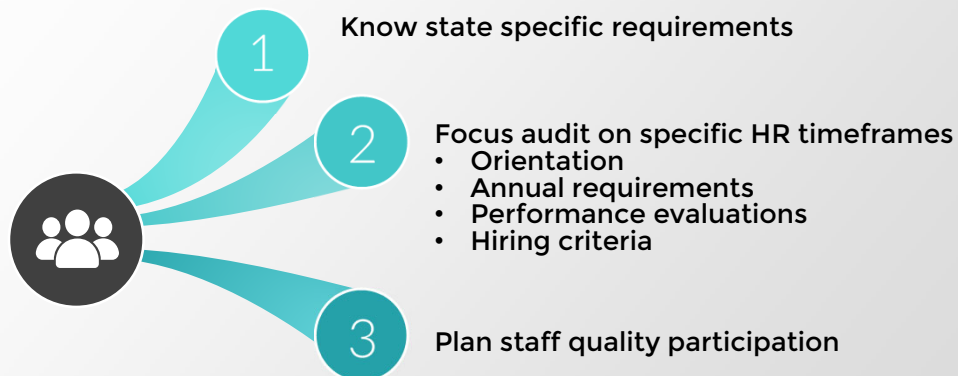 1
Know state specific requirements
2
Focus audit on specific HR timeframes
• Orientation
• Annual requirements
• Performance evaluations
• Hiring criteria
3
Plan staff quality participation